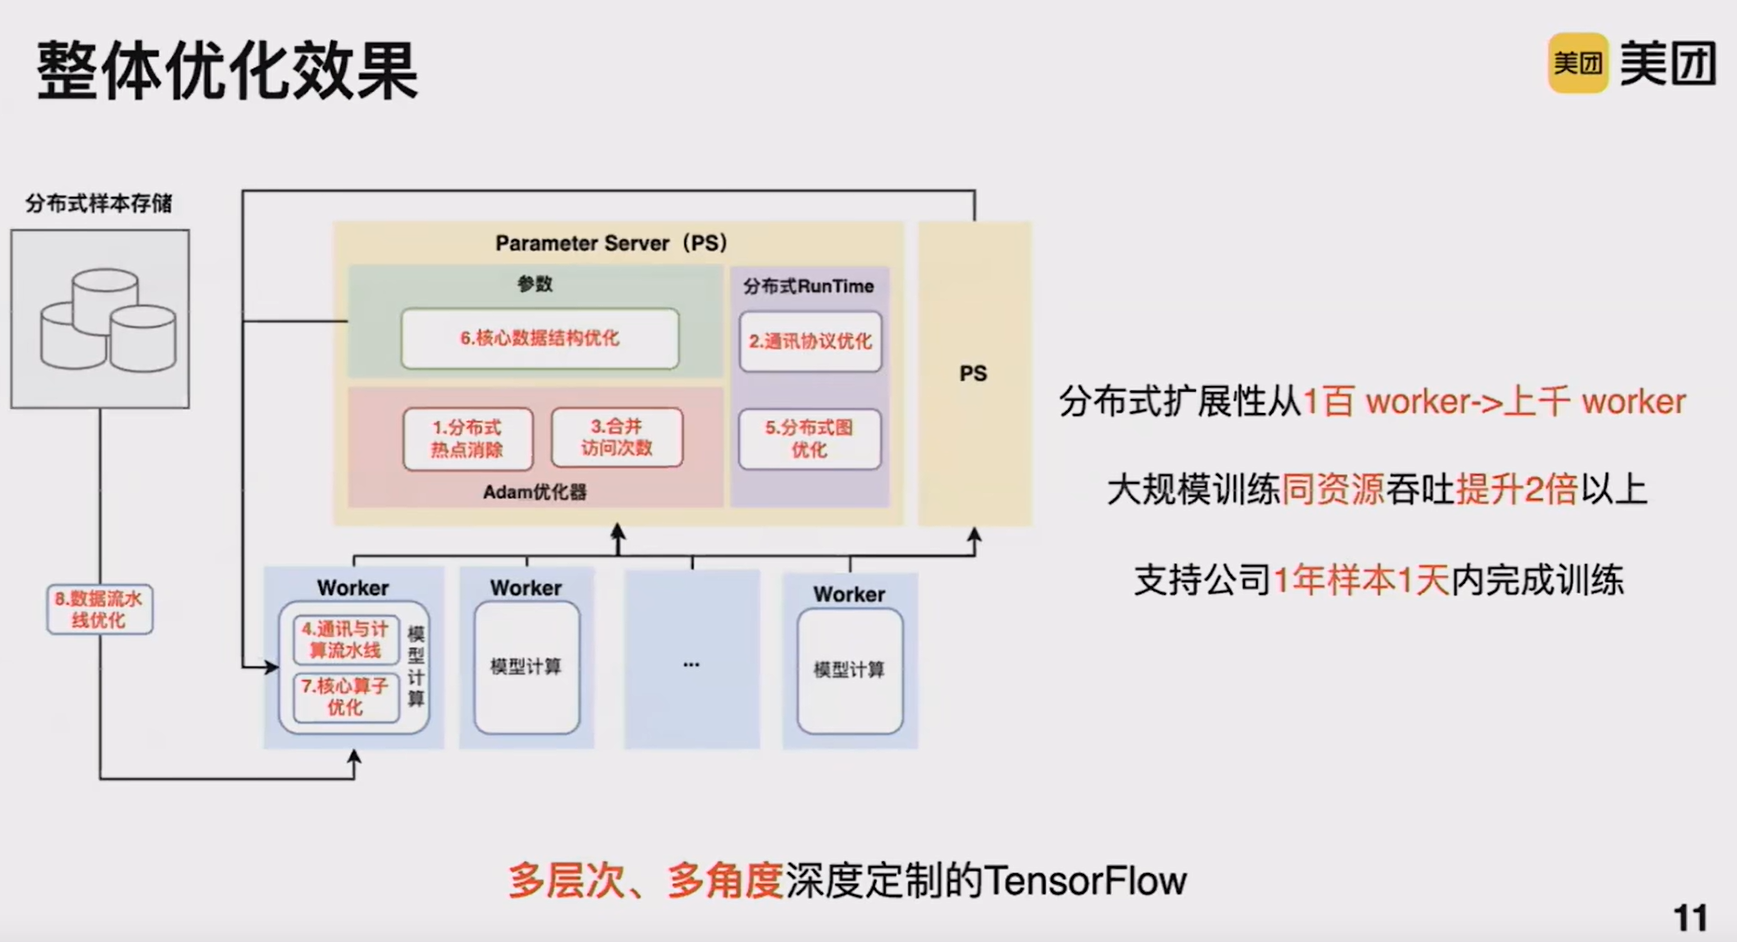 整体优化效果
美团 美团
分布式样本存储
Parameter Server（PS）
参数
6.核心数据结构优化
分布式RunTime
2.通讯协议优化
1.分布式
热点消除
3.合并
访问次数
5.分布式图
优化
Adam优化器
PS
分布式扩展性从1百 worker->上千 worker
大规模训练同资源吞吐提升2倍以上
支持公司1年样本1天内完成训练
8.数据流水
线优化
Worker
4.通讯与计
算流水线
7.核心算子
优化
模型计算
Worker
模型计算
...
Worker
模型计算
多层次、多角度深度定制的TensorFlow
11